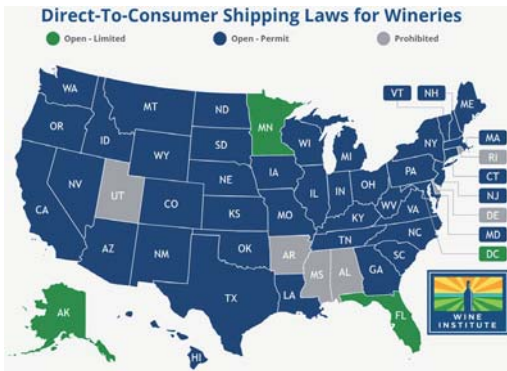 Direct-To-Consumer Shipping Laws for Wineries
Open - Limited Open - Permit Prohibited
WA
MT
ND
MN
VT NH
ME
OR
ID
SD
WI
MI
NY
MA
RI
WY
CT
IA
PA
NJ
NV
UT
NE
IL
IN
OH
DE
CA
CO
KS
MO
KY
WV
VA
MD
NC
DC
AZ
NM
OK
AR
TN
SC
MS
AL
GA
TX
LA
FL
AK
HI
WINE
INSTITUTE